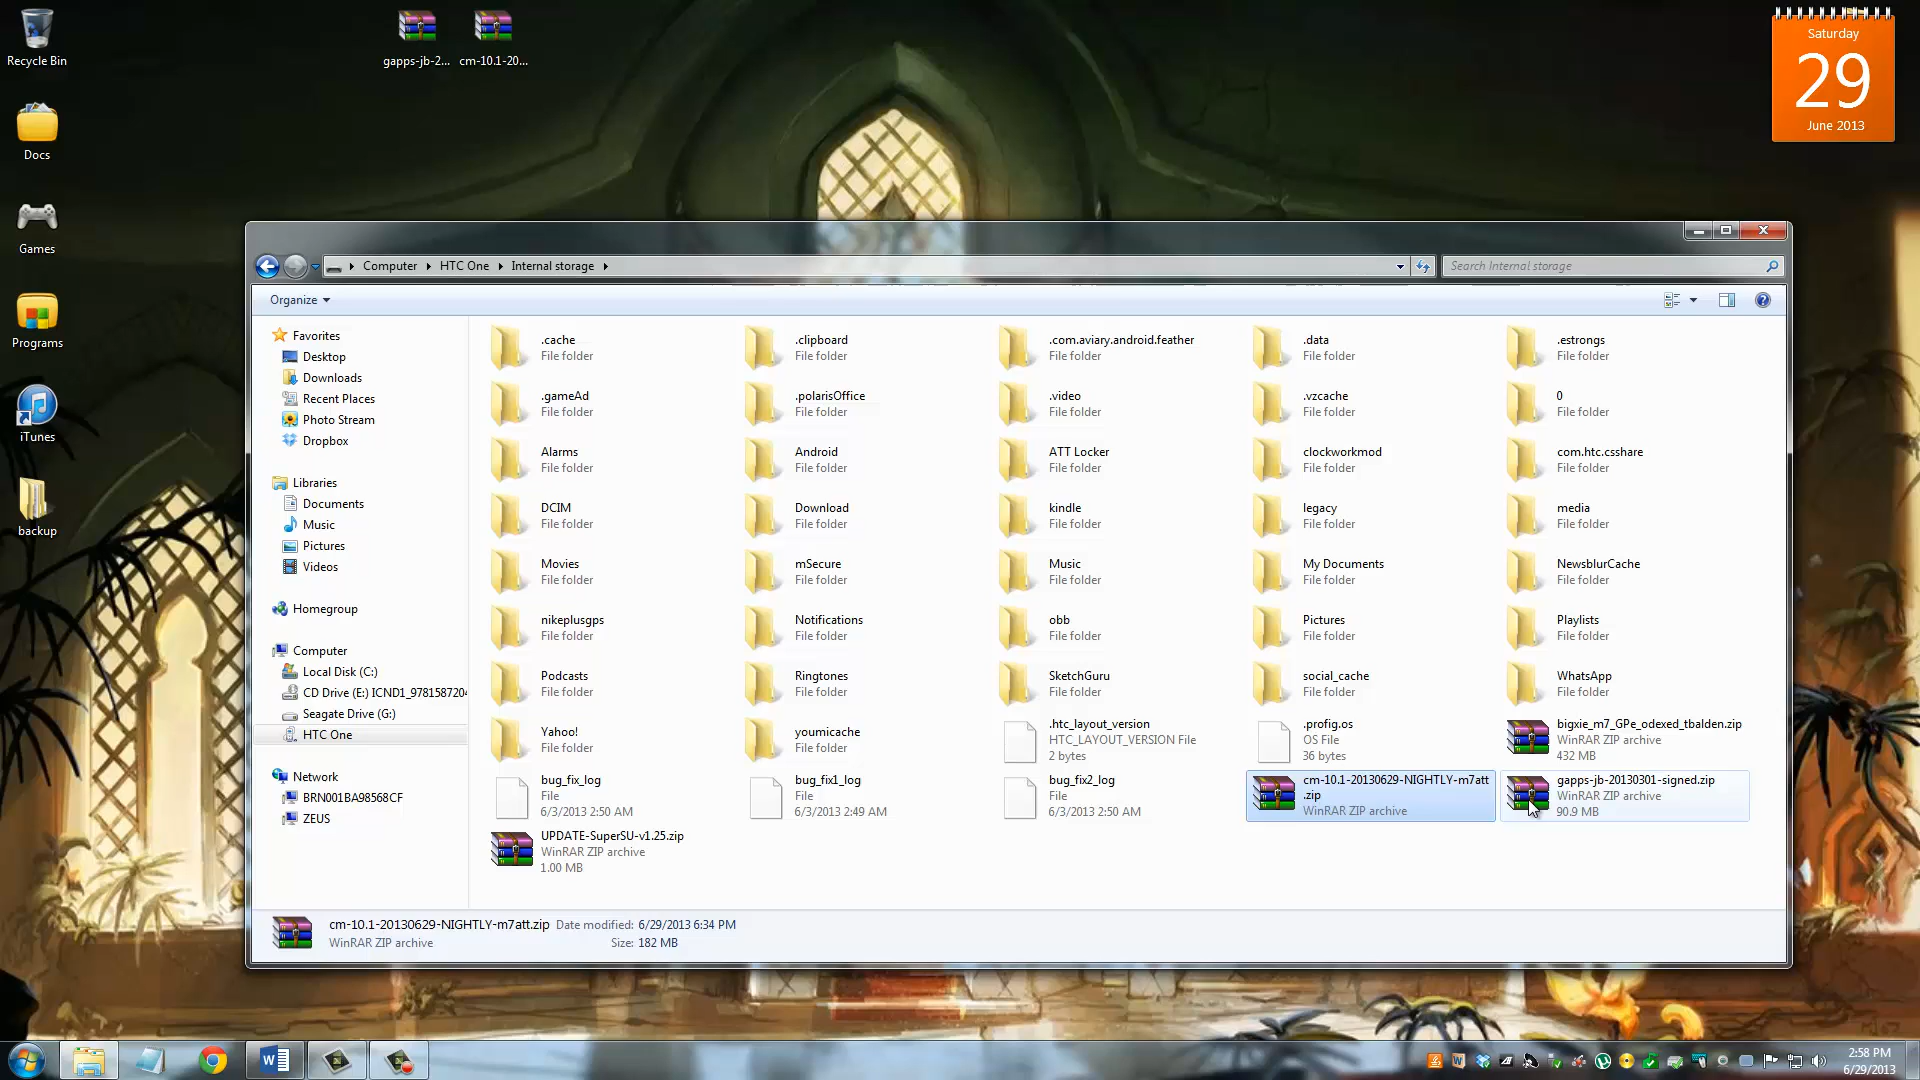 Recycle Bin
Docs
Games
Programs
iTunes
backup
gapps-jb-2...
cm-10.1-20...
Saturday
29
June 2013
Computer
HTC One
Internal storage
Search Internal storage
Organize
Favorites
Desktop
Downloads
Recent Places
Photo Stream
Dropbox
Libraries
Documents
Music
Pictures
Videos
Homegroup
Computer
Local Disk (C:)
CD Drive (E:) ICND1_978158720
Seagate Drive (G:)
HTC One
Network
BRN001BA98568CF
ZEUS
.cache
File folder
.clipboard
File folder
.com.aviary.android.feather
File folder
.data
File folder
.estrongs
File folder
.gameAd
File folder
.polarisOffice
File folder
.video
File folder
.vzcache
File folder
0
File folder
Alarms
File folder
Android
File folder
ATT Locker
File folder
clockworkmod
File folder
com.htc.csshare
File folder
DCIM
File folder
Download
File folder
kindle
File folder
legacy
File folder
media
File folder
Movies
File folder
mSecure
File folder
Music
File folder
My Documents
File folder
NewsblurCache
File folder
nikeplusgps
File folder
Notifications
File folder
obb
File folder
Pictures
File folder
Playlists
File folder
Podcasts
File folder
Ringtones
File folder
SketchGuru
File folder
social_cache
File folder
WhatsApp
File folder
Yahoo!
File folder
youmicache
File folder
.htc_layout_version
HTC_LAYOUT_VERSION File
2 bytes
.profig.os
OS File
36 bytes
bigxie_m7_GPe_odexed_tbalden.zip
WinRAR ZIP archive
432 MB
bug_fix_log
File
6/3/2013 2:50 AM
bug_fix1_log
File
6/3/2013 2:49 AM
bug_fix2_log
File
6/3/2013 2:50 AM
cm-10.1-20130629-NIGHTLY-m7att
.zip
WinRAR ZIP archive
gapps-jb-20130301-signed.zip
WinRAR ZIP archive
90.9 MB
UPDATE-SuperSU-v1.25.zip
WinRAR ZIP archive
1.00 MB
cm-10.1-20130629-NIGHTLY-m7att.zip Date modified: 6/29/2013 6:34 PM
WinRAR ZIP archive Size: 182 MB
2:58 PM
6/29/2013